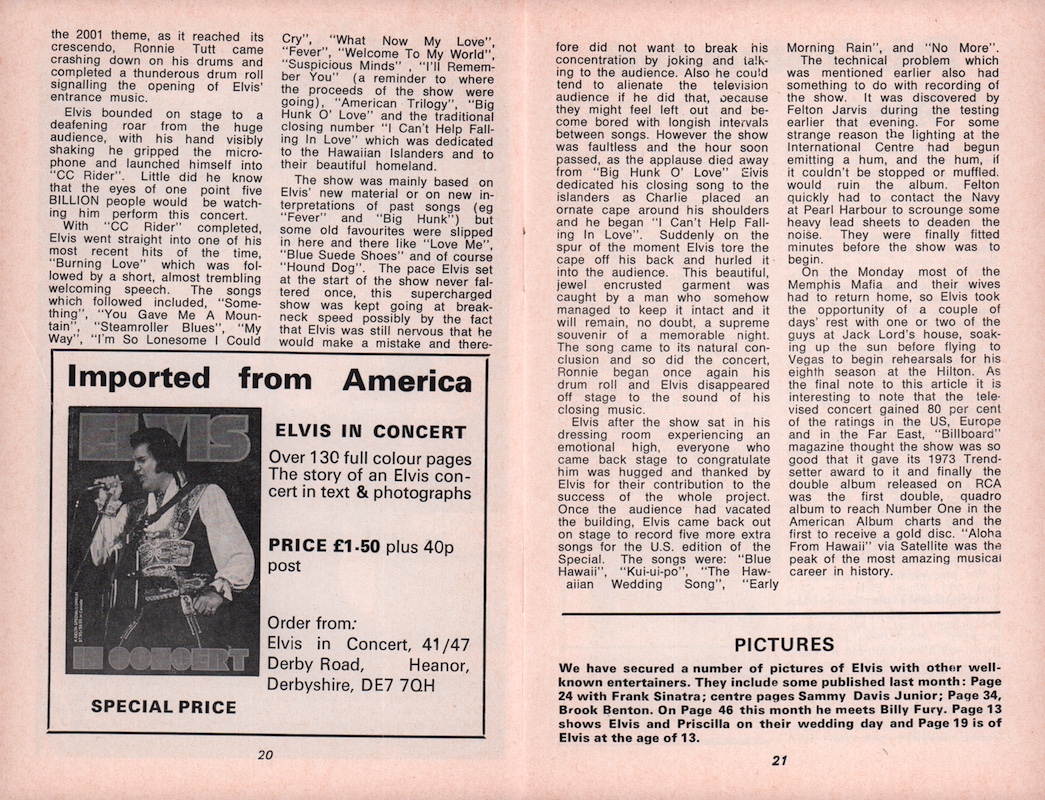 the 2001 theme, as it reached its
crescendo, Ronnie Tutt came
crashing down on his drums and
completed a thunderous drum roll
signalling the opening of Elvis'
entrance music.
Elvis bounded on stage to a
deafening roar from the huge
audience, with his hand visibly
shaking he gripped the micro-
phone and launched himself into
"CC Rider". Little did he know
that the eyes of one point five
BILLION people would be watch-
ing him perform this concert.
With "CC Rider" completed,
Elvis went straight into one of his
most recent hits of the time,
"Burning Love" which was fol-
lowed by a short, almost trembling
welcoming speech. The songs
which followed included, "Some-
thing", "You Gave Me A Moun-
tain", "Steamroller Blues", "My
Way", "I'm So Lonesome I Could
Cry", "What Now My Love",
"Fever", "Welcome To My World",
"Suspicious Minds" , "I'll Remem-
ber You" (a reminder to where
the proceeds of the show were
going), "American Trilogy", "Big
Hunk O' Love" and the traditional
closing number "I Can't Help Fall-
ing In Love" which was dedicated
to the Hawaiian Islanders and to
their beautiful homeland.
The show was mainly based on
Elvis' new material or on new in-
terpretations of past songs (eg
"Fever" and "Big Hunk") but
some old favourites were slipped
in here and there like "Love Me",
"Blue Suede Shoes" and of course
"Hound Dog". The pace Elvis set
at the start of the show never fal-
tered once, this supercharged
show was kept going at break-
neck speed possibly by the fact
that Elvis was still nervous that he
would make a mistake and there-
Imported from America
ELVIS
IN CONCERT
ELVIS IN CONCERT
Over 130 full colour pages
The story of an Elvis con-
cert in text & photographs
PRICE £1·50 plus 40p
post
Order from:
Elvis in Concert, 41/47
Derby Road, Heanor,
Derbyshire, DE7 7QH
SPECIAL PRICE
20
fore did not want to break his
concentration by joking and talk-
ing to the audience. Also he could
tend to alienate the television
audience if he did that, because
they might feel left out and be-
come bored with longish intervals
between songs. However the show
was faultless and the hour soon
passed, as the applause died away
from "Big Hunk O' Love" Elvis
dedicated his closing song to the
islanders as Charlie placed an
ornate cape around his shoulders
and he began "I Can't Help Fall-
ing In Love". Suddenly on the
spur of the moment Elvis tore the
cape off his back and hurled it
into the audience. This beautiful,
jewel encrusted garment was
caught by a man who somehow
managed to keep it intact and it
will remain, no doubt, a supreme
souvenir of a memorable night.
The song came to its natural con-
clusion and so did the concert,
Ronnie began once again his
drum roll and Elvis disappeared
off stage to the sound of his
closing music.
Elvis after the show sat in his
dressing room experiencing an
emotional high, everyone who
came back stage to congratulate
him was hugged and thanked by
Elvis for their contribution to the
success of the whole project.
Once the audience had vacated
the building, Elvis came back out
on stage to record five more extra
songs for the U.S. edition of the
Special. The songs were: "Blue
Hawaii", "Kui-ui-po", "The Haw-
aiian Wedding Song", "Early
Morning Rain", and "No More".
The technical problem which
was mentioned earlier also had
something to do with recording of
the show. It was discovered by
Felton Jarvis during the testing
earlier that evening. For some
strange reason the lighting at the
International Centre had begun
emitting a hum, and the hum, if
it couldn't be stopped or muffled.
would ruin the album. Felton
quickly had to contact the Navy
at Pearl Harbour to scrounge some
heavy lead sheets to deaden the
noise. They were finally fitted
minutes before the show was to
begin.
On the Monday most of the
Memphis Mafia and their wives
had to return home, so Elvis took
the opportunity of a couple of
days' rest with one or two of the
guys at Jack Lord's house, soak-
ing up the sun before flying to
Vegas to begin rehearsals for his
eighth season at the Hilton. As
the final note to this article it is
interesting to note that the tele-
vised concert gained 80 per cent
of the ratings in the US, Europe
and in the Far East, "Billboard"
magazine thought the show was so
good that it gave its 1973 Trend-
setter award to it and finally the
double album released on RCA
was the first double, quadro
album to reach Number One in the
American Album charts and the
first to receive a gold disc. "Aloha
From Hawaii" via Satellite was the
peak of the most amazing musical
career in history.
PICTURES
We have secured a number of pictures of Elvis with other well-
known entertainers. They include some published last month: Page
24 with Frank Sinatra; centre pages Sammy Davis Junior; Page 34,
Brook Benton. On Page 46 this month he meets Billy Fury. Page 13
shows Elvis and Priscilla on their wedding day and Page 19 is of
Elvis at the age of 13.
21